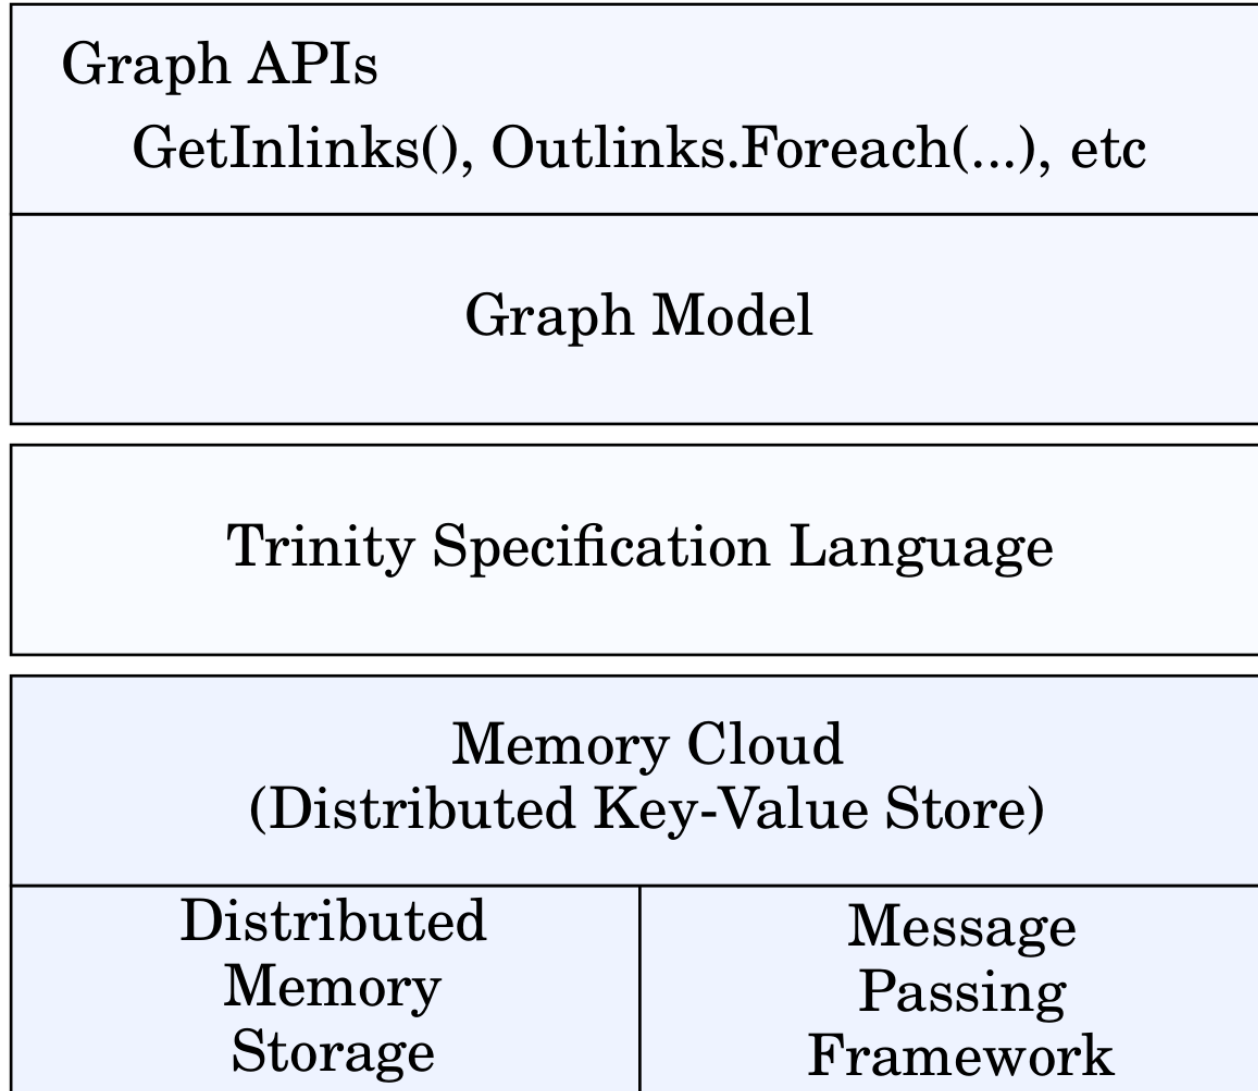 Graph APIs
GetInlinks(), Outlinks.Foreach(...), etc
Graph Model
Trinity Specification Language
Memory Cloud
(Distributed Key-Value Store)
Distributed
Memory
Storage
Message
Passing
Framework